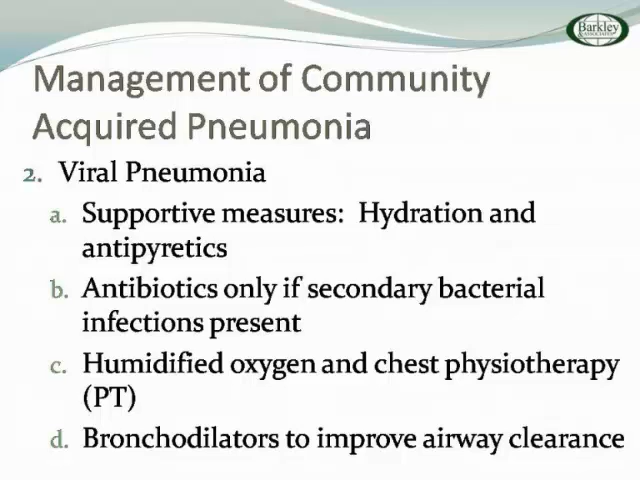 Barkley
& ASSOCIATES
Management of Community
Acquired Pneumonia
2. Viral Pneumonia
a. Supportive measures: Hydration and
antipyretics
b. Antibiotics only if secondary bacterial
infections present
c. Humidified oxygen and chest physiotherapy
(PT)
d. Bronchodilators to improve airway clearance